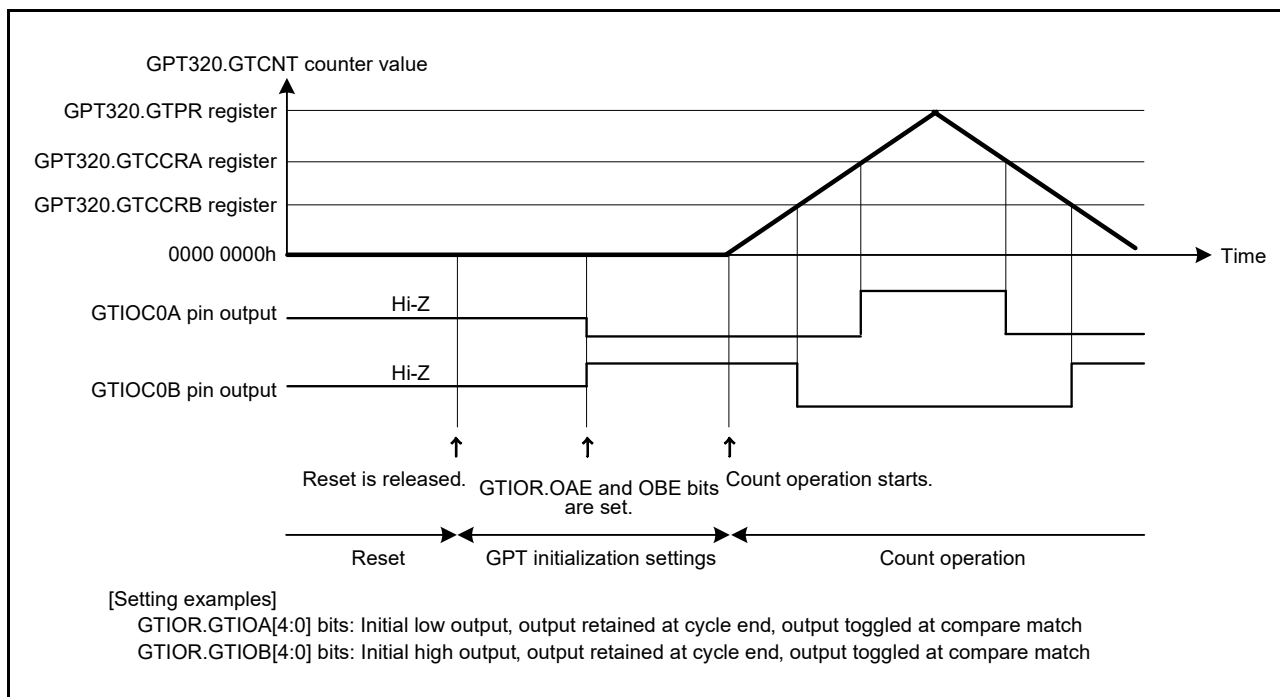 GPT320.GTCNT counter value
GPT320.GTPR register
GPT320.GTCCRA register
GPT320.GTCCRB register
0000 0000h
Time
GTIOC0A pin output
Hi-Z
GTIOC0B pin output
Hi-Z
Reset is released.
GTIOR.OAE and OBE bits
are set.
Count operation starts.
Reset
GPT initialization settings
Count operation
[Setting examples]
GTIOR.GTIOA[4:0] bits: Initial low output, output retained at cycle end, output toggled at compare match
GTIOR.GTIOB[4:0] bits: Initial high output, output retained at cycle end, output toggled at compare match